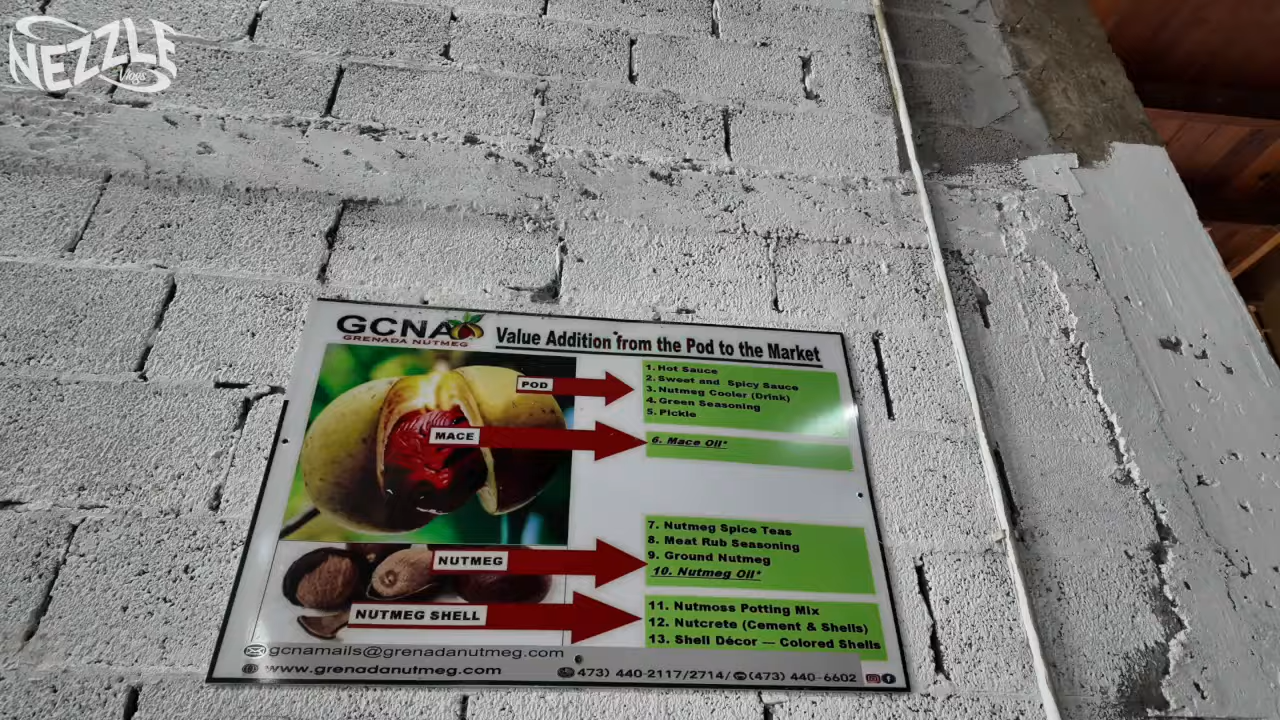 NEZZLE
Vlogs
GCNA
GRENADA NUTMEG
Value Addition from the Pod to the Market
POD
1. Hot Sauce
2. Sweet and Spicy Sauce
3. Nutmeg Cooler (Drink)
4. Green Seasoning
5. Pickle
MACE
6. Mace Oil*
NUTMEG
7. Nutmeg Spice Teas
8. Meat Rub Seasoning
9. Ground Nutmeg
10. Nutmeg Oil*
NUTMEG SHELL
11. Nutmoss Potting Mix
12. Nutcrete (Cement & Shells)
13. Shell Décor — Colored Shells
gcnamails@grenadanutmeg.com
www.grenadanutmeg.com
(473) 440-2117/2714/ (473) 440-6602